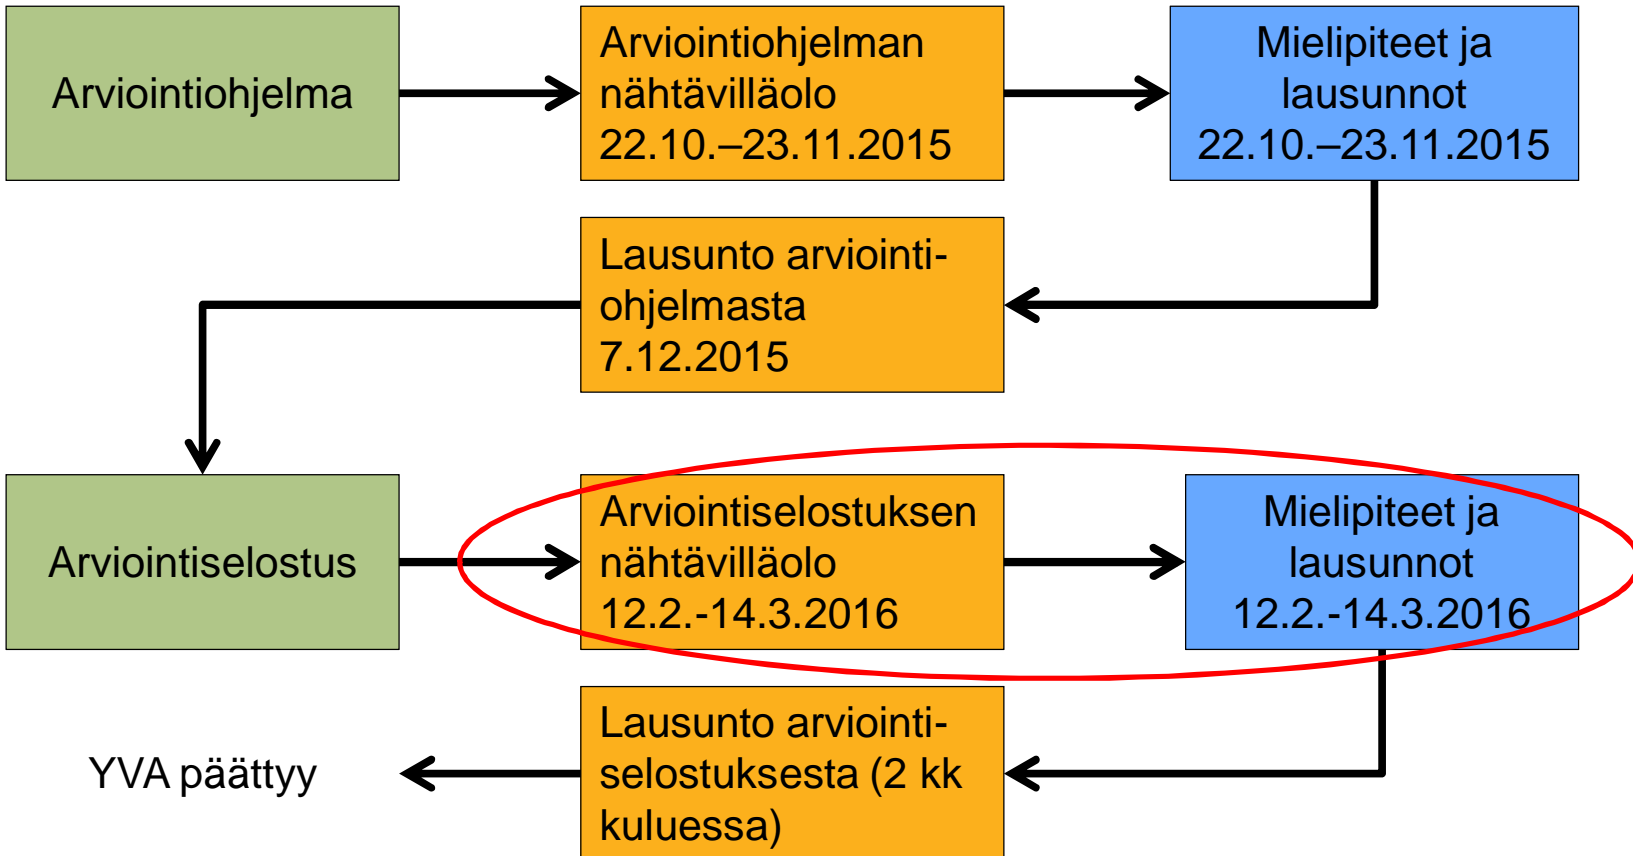 Arviointiohjelma
Arviointiohjelman
nähtävilläolo
22.10.–23.11.2015
Mielipiteet ja
lausunnot
22.10.–23.11.2015
Lausunto arviointi-
ohjelmasta
7.12.2015
Arviointiselostus
Arviointiselostuksen
nähtävilläolo
12.2.-14.3.2016
Mielipiteet ja
lausunnot
12.2.-14.3.2016
Lausunto arviointi-
selostuksesta (2 kk
kuluessa)
YVA päättyy